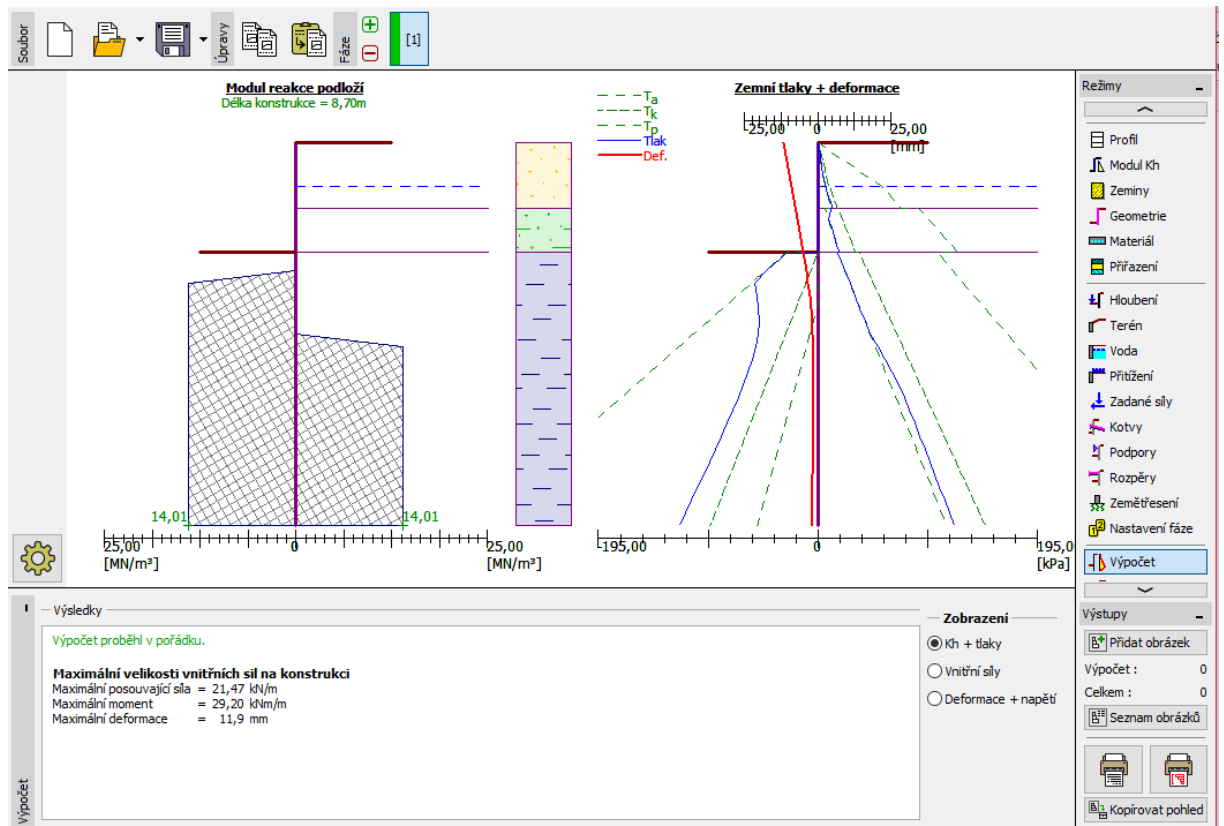 Soubor
Úpravy
Fáze
[1]
Modul reakce podloží
Délka konstrukce = 8,70m
14,01
14,01
25,00
0
25,00
[MN/m³]
[MN/m³]
Zemní tlaky + deformace
Ta
Tk
Tp
Tlak
Def.
-25,00
0
25,00
[mm]
-195,00
0
195,0
[kPa]
Režimy
Profil
Modul Kh
Zeminy
Geometrie
Materiál
Přiřazení
Hloubení
Terén
Voda
Přitížení
Zadané síly
Kotvy
Podpory
Rozpěry
Zemětřesení
Nastavení fáze
Výpočet
Výstupy
Přidat obrázek
Výpočet : 0
Celkem : 0
Seznam obrázků
Kopírovat pohled
Výpočet
Výsledky
Výpočet proběhl v pořádku.
Maximální velikosti vnitřních sil na konstrukci
Maximální posouvající síla = 21,47 kN/m
Maximální moment = 29,20 kNm/m
Maximální deformace = 11,9 mm
Zobrazení
Kh + tlaky
Vnitřní síly
Deformace + napětí